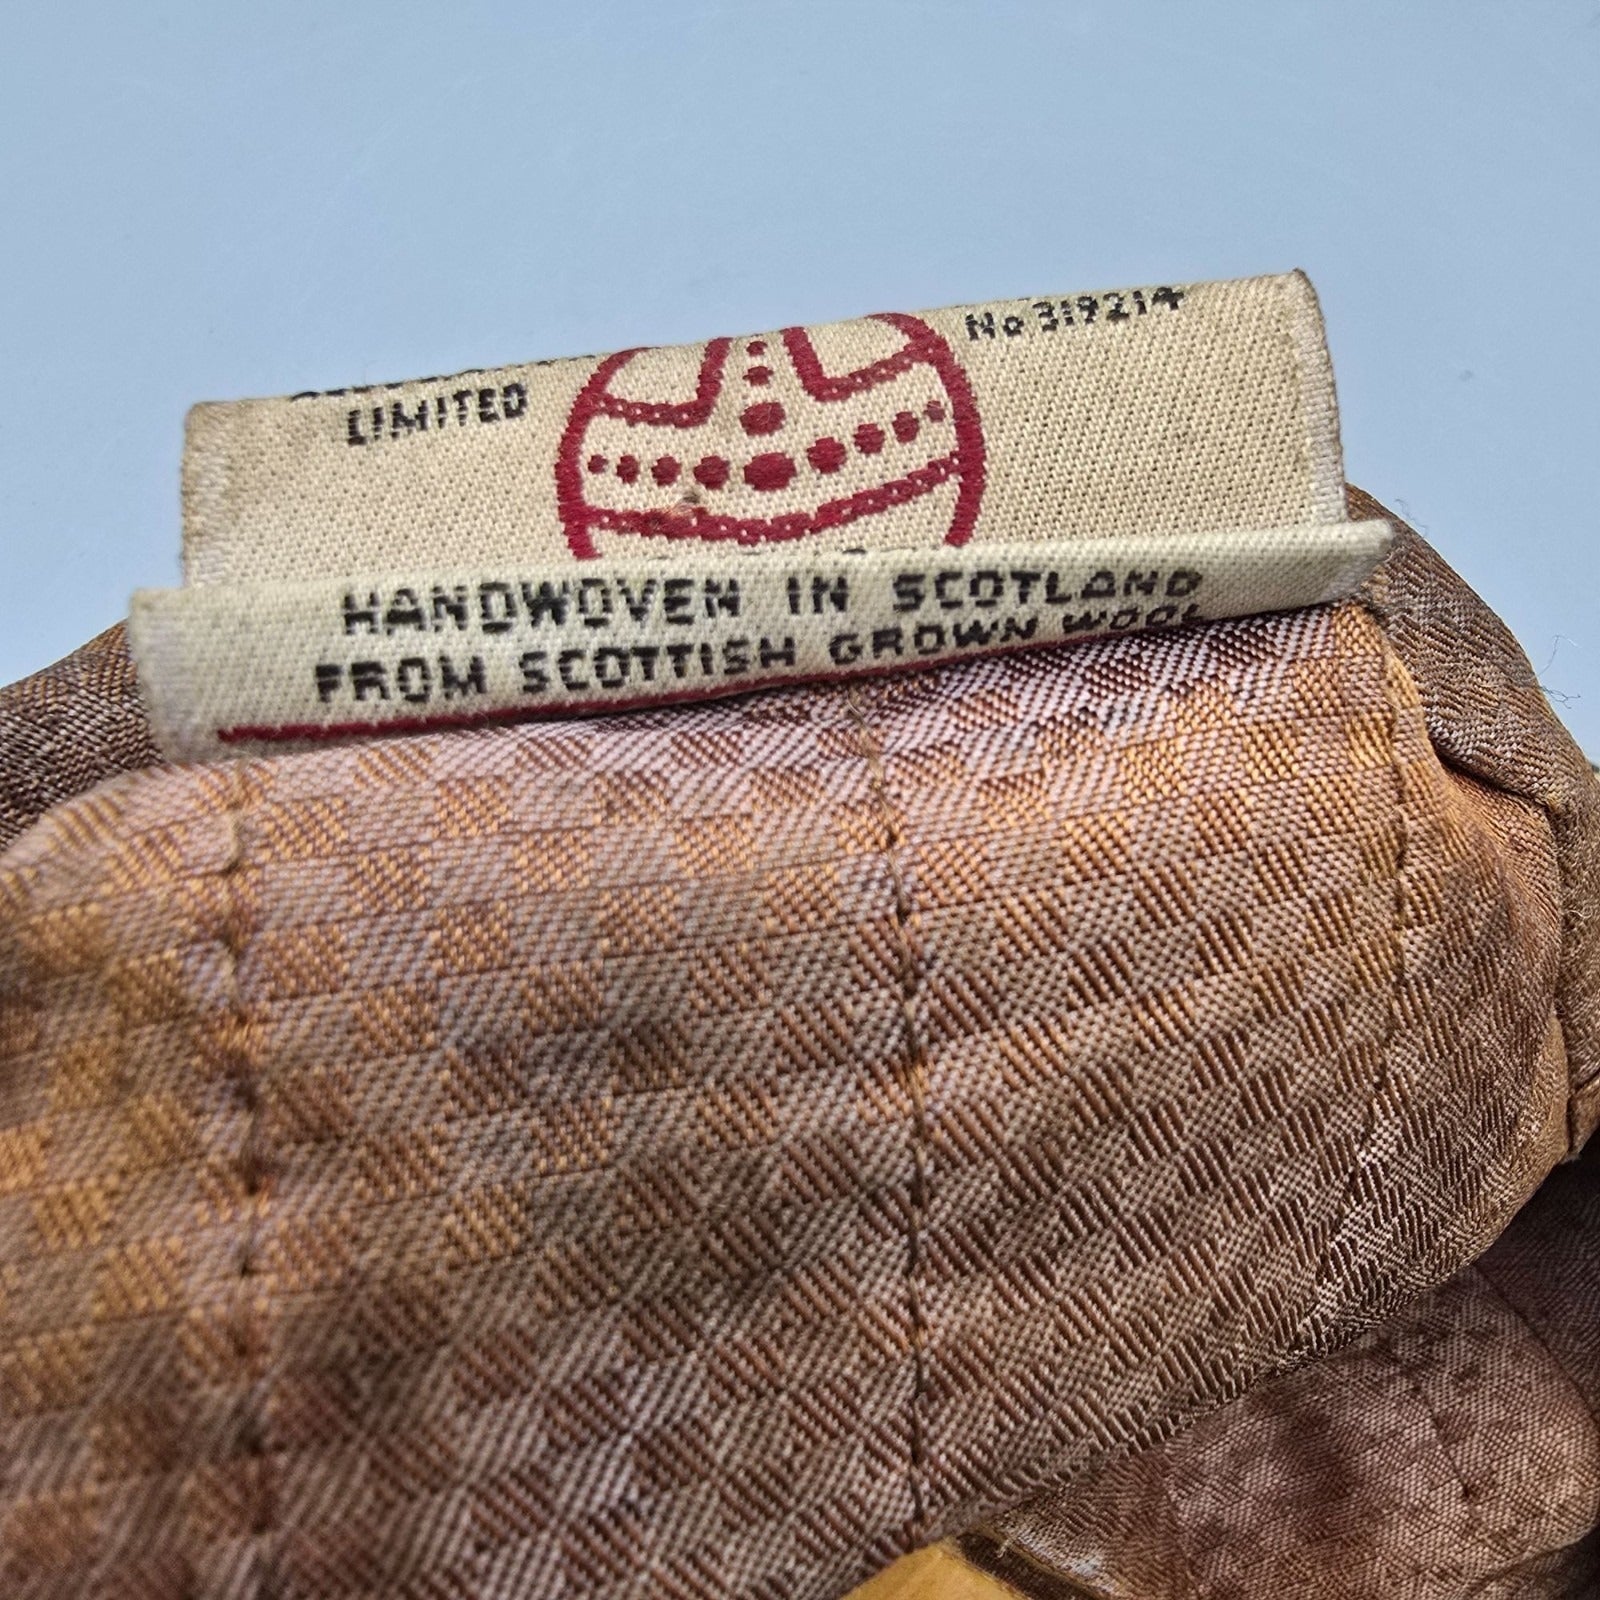 No 319214
LIMITED
HANDWOVEN IN SCOTLAND
FROM SCOTTISH GROWN WOOL